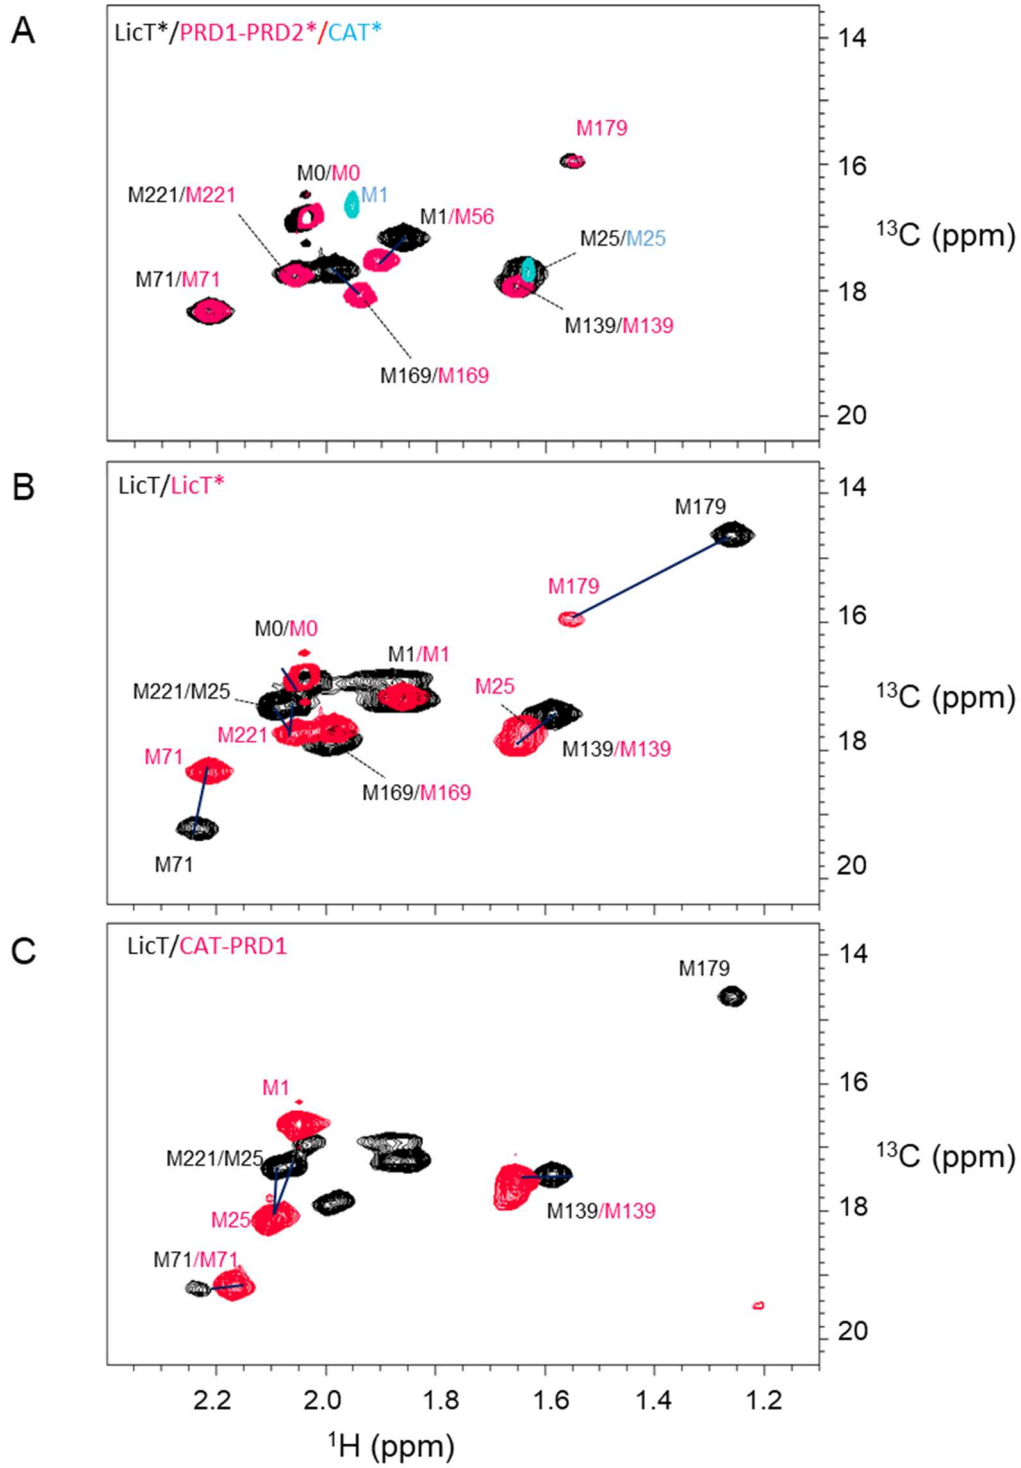 A
LicT*/PRD1-PRD2*/CAT*
14
M179
16
M0/M0
M221/M221
M1
M1/M56
13C (ppm)
M25/M25
M71/M71
18
M139/M139
M169/M169
20
B
LicT/LicT*
14
M179
M179
16
M0/M0
M1/M1
M221/M25
M25
13C (ppm)
M221
M71
18
M139/M139
M169/M169
M71
20
C
LicT/CAT-PRD1
14
M179
16
M1
M221/M25
13C (ppm)
M25
18
M139/M139
M71/M71
20
2.2 2.0 1.8 1.6 1.4 1.2
1H (ppm)